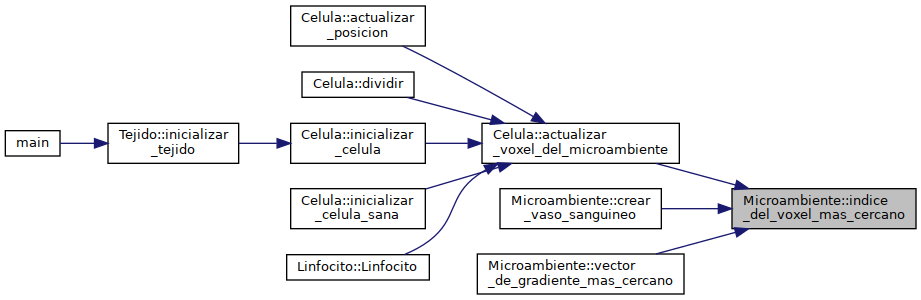 Celula::actualizar
_posicion
Celula::dividir
main
Tejido::inicializar
_tejido
Celula::inicializar
_celula
Celula::actualizar
_voxel_del_microambiente
Celula::inicializar
_celula_sana
Microambiente::crear
_vaso_sanguineo
Microambiente::indice
_del_voxel_mas_cercano
Linfocito::Linfocito
Microambiente::vector
_de_gradiente_mas_cercano